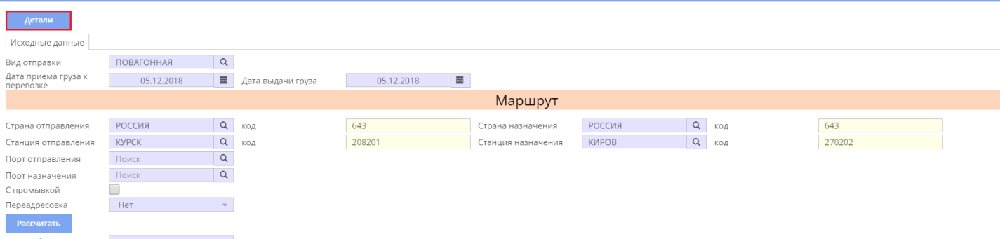 Детали
Исходные данные
Вид отправки ПОВАГОННАЯ
Дата приема груза к перевозке 05.12.2018 Дата выдачи груза 05.12.2018
Маршрут
Страна отправления РОССИЯ код 643 Страна назначения РОССИЯ код 643
Станция отправления КУРСК код 208201 Станция назначения КИРОВ код 270202
Порт отправления Поиск
Порт назначения Поиск
С промывкой
Переадресовка Нет
Рассчитать